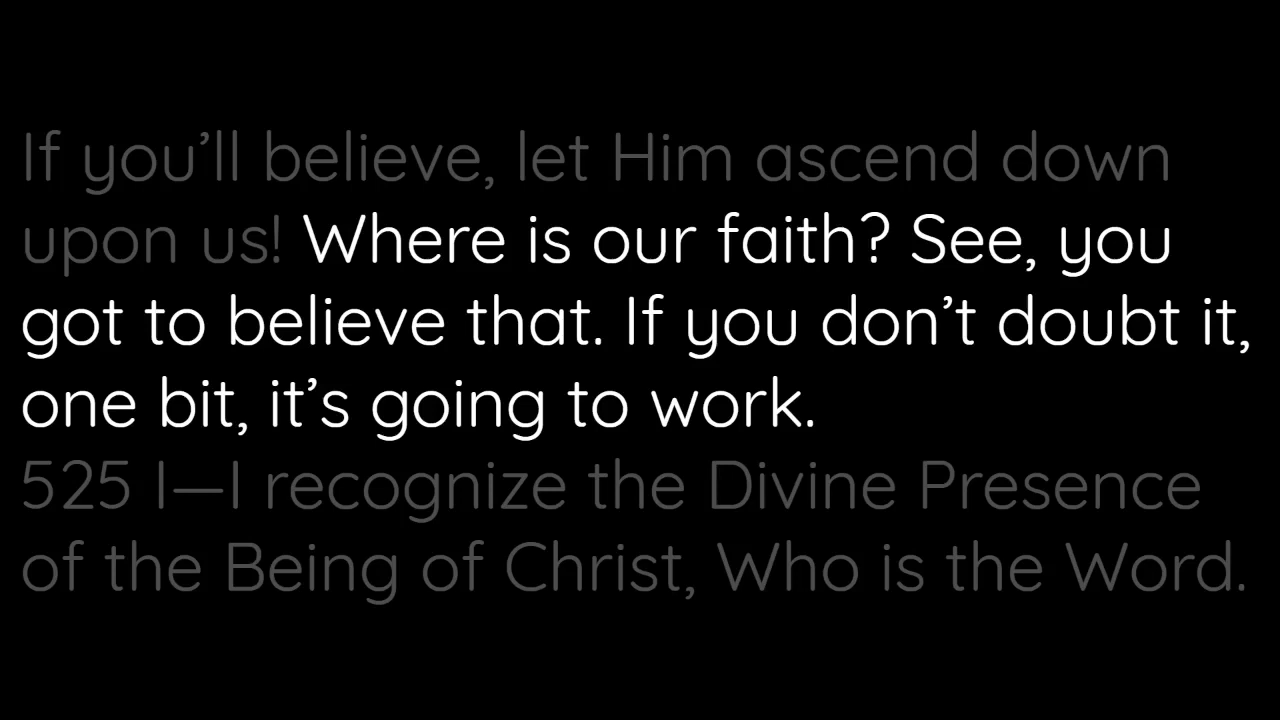 If you’ll believe, let Him ascend down
upon us! Where is our faith? See, you
got to believe that. If you don’t doubt it,
one bit, it’s going to work.
525 I—I recognize the Divine Presence
of the Being of Christ, Who is the Word.